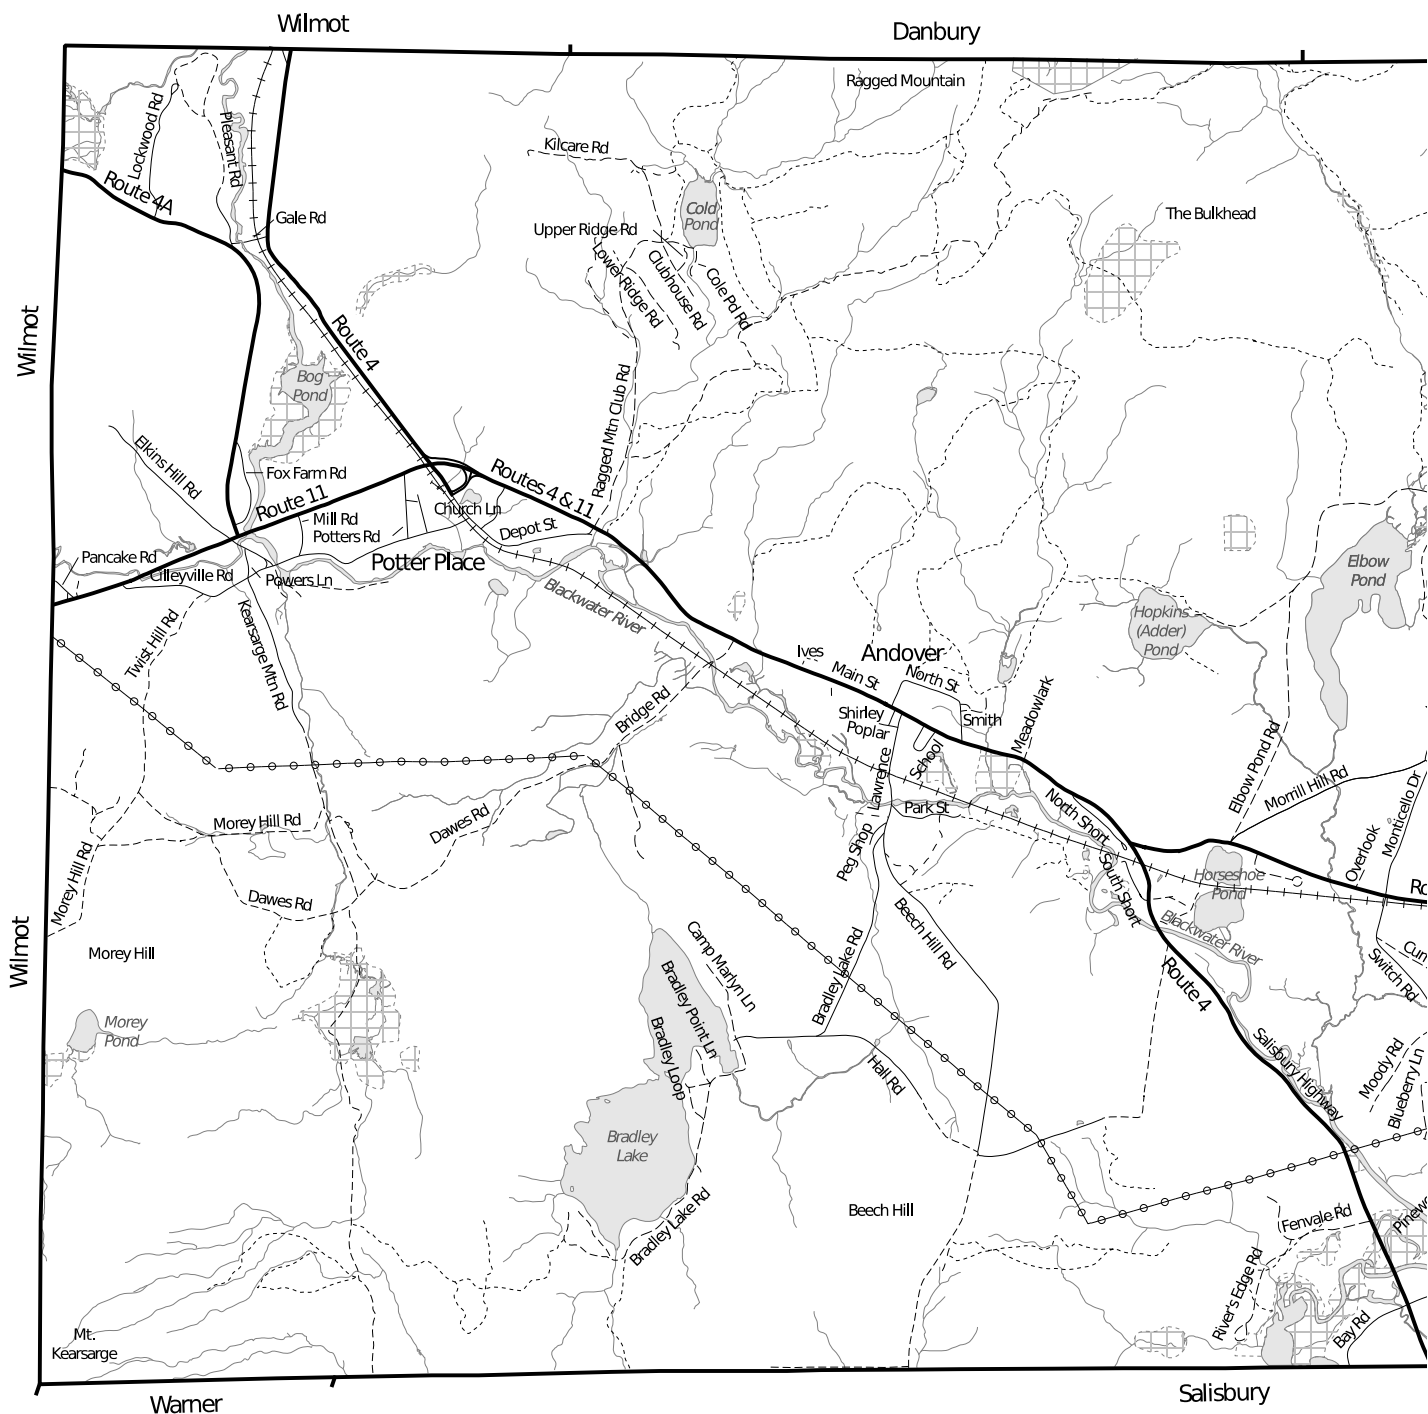 Wilmot
Danbury
Ragged Mountain
Lockwood Rd
Pleasant Rd
Kilcare Rd
Route 4A
Gale Rd
Cold
Pond
The Bulkhead
Upper Ridge Rd
Lower Ridge Rd
Clubhouse Rd
Cole Pd Rd
Wilmot
Route 4
Bog
Pond
Ragged Mtn Club Rd
Elkins Hill Rd
Fox Farm Rd
Route 11
Routes 4 & 11
Church Ln
Mill Rd
Potters Rd
Depot St
Pancake Rd
Potter Place
Cilleyville Rd
Powers Ln
Elbow
Pond
Blackwater River
Hopkins
(Adder)
Pond
Twist Hill Rd
Kearsarge Mtn Rd
Ives
Andover
Main St
North St
Bridge Rd
Shirley
Poplar
Smith
Meadowlark
School
Lawrence
Elbow Pond Rd
Morrill Hill Rd
Monticello Dr
Park St
North Short
Morey Hill Rd
Dawes Rd
Peg Shop
Overlook
South Short
Horseshoe
Pond
Ro
Morey Hill Rd
Dawes Rd
Beech Hill Rd
Blackwater River
Wilmot
Morey Hill
Camp Marlyn Ln
Bradley Lake Rd
Cur
Switch Rd
Route 4
Bradley Point Ln
Morey
Pond
Bradley Loop
Hall Rd
Salisbury Highway
Moody Rd
Blueberry Ln
Bradley
Lake
Beech Hill
Bradley Lake Rd
Fenvale Rd
Pinewo
River's Edge Rd
Bay Rd
Mt.
Kearsarge
Warner
Salisbury